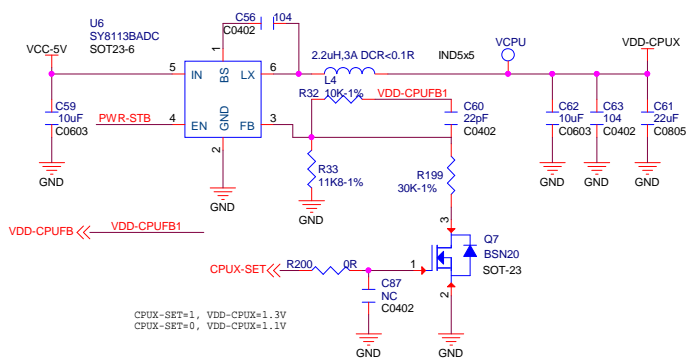 U6
SY8113BADC
SOT23-6
C56
104
C0402
VCC-5V
5
IN
1
BS
LX
6
2.2uH,3A DCR<0.1R
IND5x5
L4
VCPU
VDD-CPUX
R32
10K-1%
VDD-CPUFB1
C59
10uF
C0603
PWR-STB
4
EN
GND
FB
3
2
C60
22pF
C0402
C62
10uF
C0603
C63
104
C0402
C61
22uF
C0805
GND
GND
R33
11K8-1%
GND
R199
30K-1%
GND
GND
GND
VDD-CPUFB
VDD-CPUFB1
3
Q7
BSN20
SOT-23
CPUX-SET
R200
0R
1
2
C87
NC
C0402
CPUX-SET=1, VDD-CPUX=1.3V
CPUX-SET=0, VDD-CPUX=1.1V
GND
GND